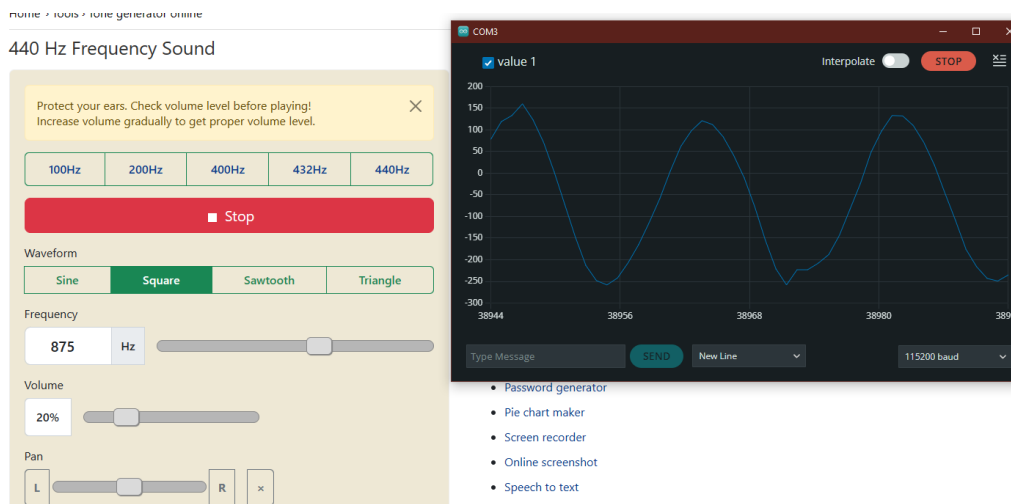 Home › Tools › Tone generator online
440 Hz Frequency Sound
Protect your ears. Check volume level before playing!
Increase volume gradually to get proper volume level.
100Hz 200Hz 400Hz 432Hz 440Hz
Stop
Waveform
Sine Square Sawtooth Triangle
Frequency
875 Hz
Volume
20%
Pan
L R ×
COM3
value 1 Interpolate STOP
200
150
100
50
0
-50
-100
-150
-200
-250
-300
38944 38956 38968 38980 389
Type Message SEND New Line 115200 baud
Password generator
Pie chart maker
Screen recorder
Online screenshot
Speech to text